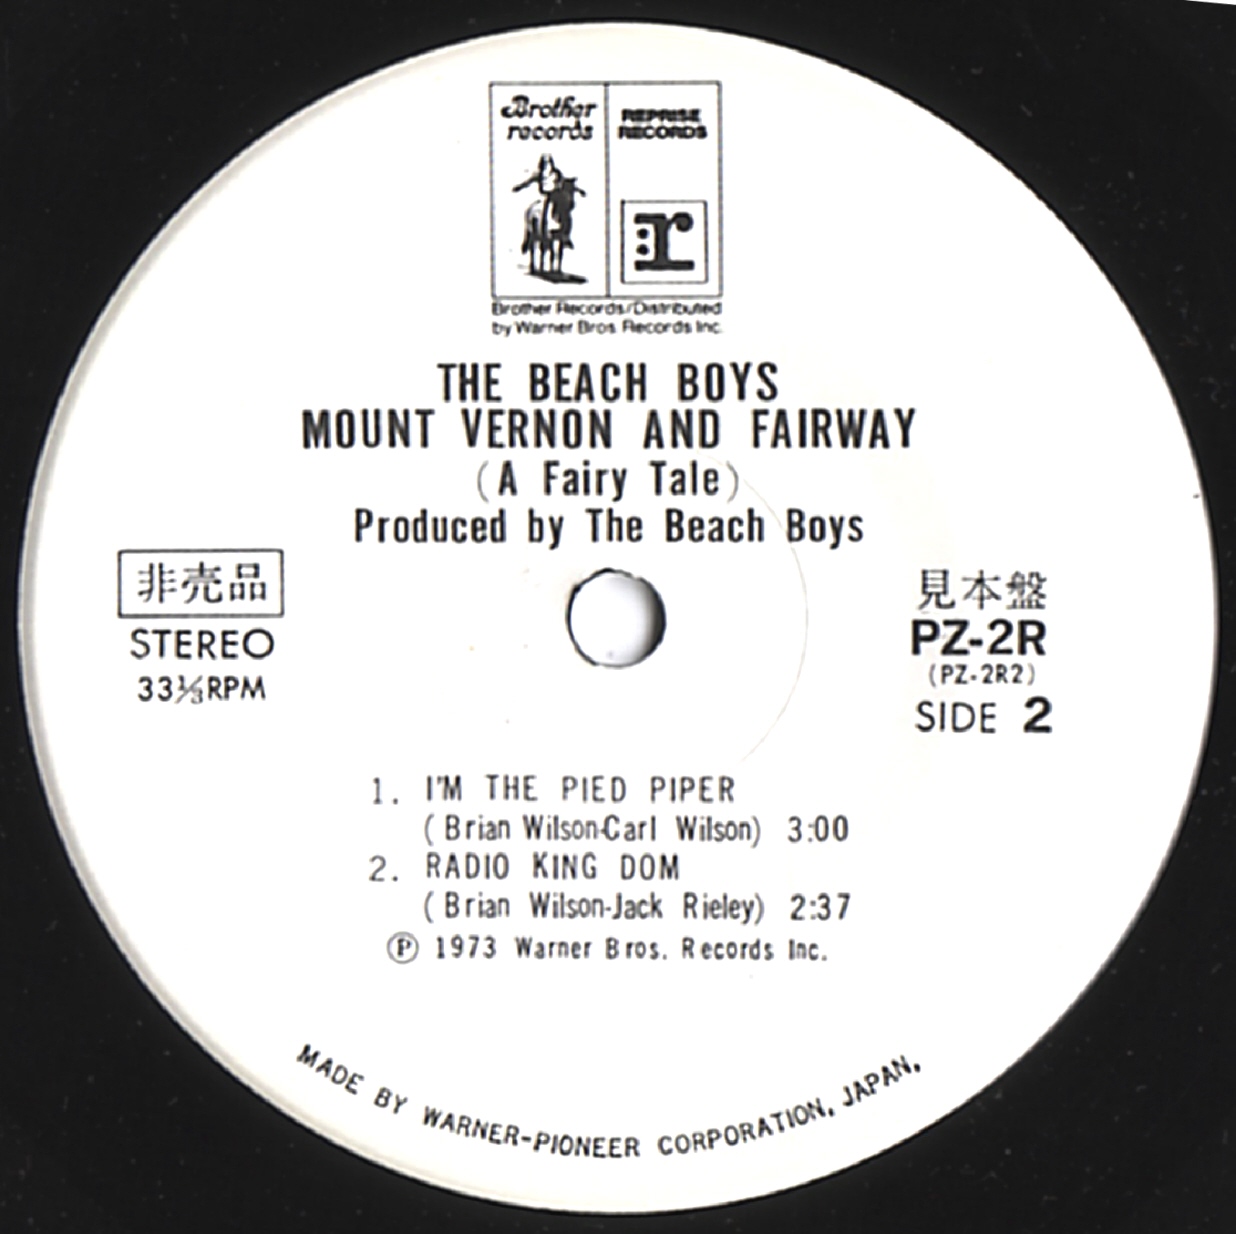 Brother
records
REPRISE
RECORDS
r
Brother Records/Distributed
by Warner Bros. Records Inc.
THE BEACH BOYS
MOUNT VERNON AND FAIRWAY
(A Fairy Tale)
Produced by The Beach Boys
非売品
STEREO
33⅓RPM
見本盤
PZ-2R
(PZ-2R2)
SIDE 2
1. I'M THE PIED PIPER
(Brian Wilson-Carl Wilson) 3:00
2. RADIO KING DOM
(Brian Wilson-Jack Rieley) 2:37
Ⓟ 1973 Warner Bros. Records Inc.
MADE BY WARNER-PIONEER CORPORATION, JAPAN.